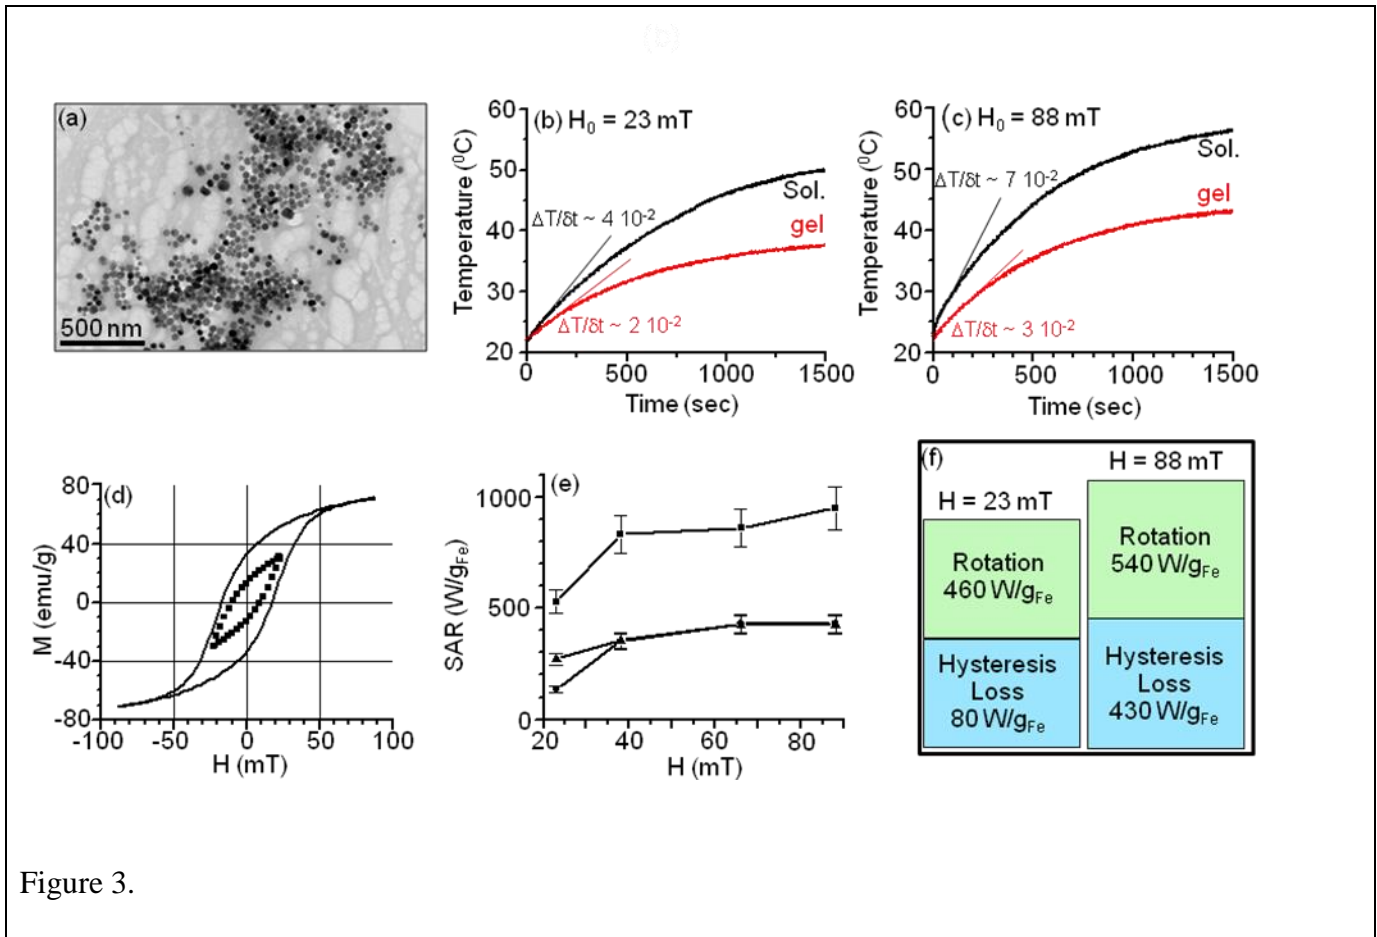 (b)
(a)
500 nm
(b) H₀ = 23 mT
60
50
40
30
20
Temperature (⁰C)
Sol.
gel
ΔT/δt ~ 4 10⁻²
ΔT/δt ~ 2 10⁻²
0
500
1000
1500
Time (sec)
(c) H₀ = 88 mT
60
50
40
30
20
Temperature (⁰C)
Sol.
gel
ΔT/δt ~ 7 10⁻²
ΔT/δt ~ 3 10⁻²
0
500
1000
1500
Time (sec)
(d)
80
40
0
-40
-80
M (emu/g)
-100
-50
0
50
100
H (mT)
(e)
1000
500
0
SAR (W/gFe)
20
40
60
80
H (mT)
(f)
H = 23 mT
Rotation
460 W/gFe
Hysteresis
Loss
80 W/gFe
H = 88 mT
Rotation
540 W/gFe
Hysteresis
Loss
430 W/gFe
Figure 3.